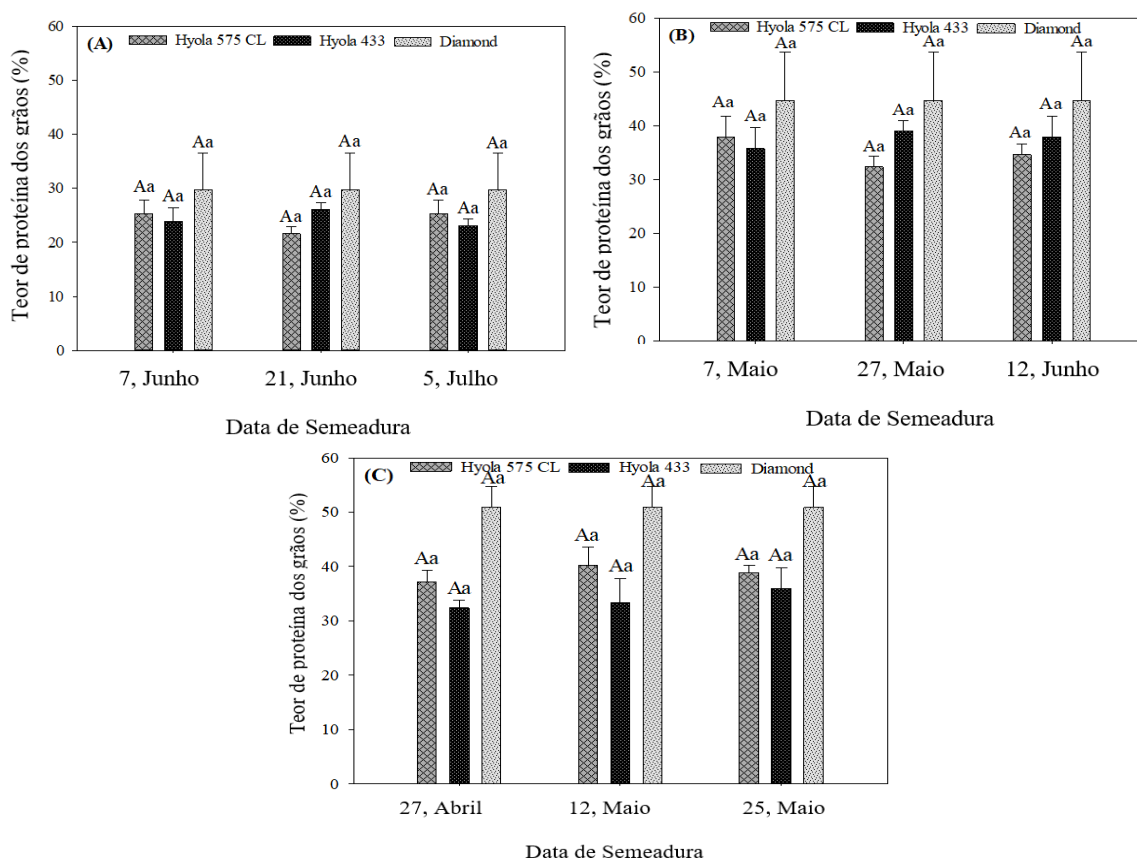 (A)
Hyola 575 CL Hyola 433 Diamond
Teor de proteína dos grãos (%)
60
50
40
30
20
10
0
Aa Aa Aa Aa Aa Aa Aa Aa Aa
7, Junho 21, Junho 5, Julho
Data de Semeadura
(B)
Hyola 575 CL Hyola 433 Diamond
Teor de proteína dos grãos (%)
60
50
40
30
20
10
0
Aa Aa Aa Aa Aa Aa Aa Aa Aa
7, Maio 27, Maio 12, Junho
Data de Semeadura
(C)
Hyola 575 CL Hyola 433 Diamond
Teor de proteína dos grãos (%)
60
50
40
30
20
10
0
Aa Aa Aa Aa Aa Aa Aa Aa Aa
27, Abril 12, Maio 25, Maio
Data de Semeadura